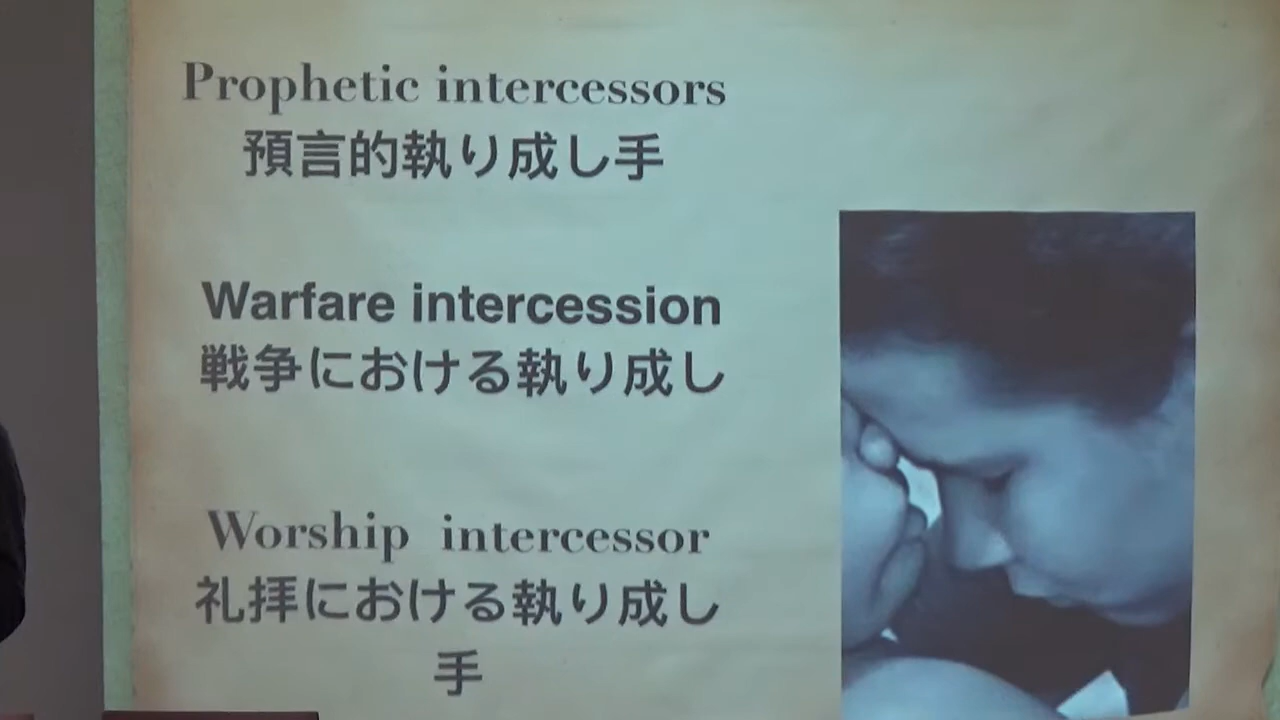 Prophetic intercessors
預言的執り成し手
Warfare intercession
戦争における執り成し
Worship intercessor
礼拝における執り成し
手